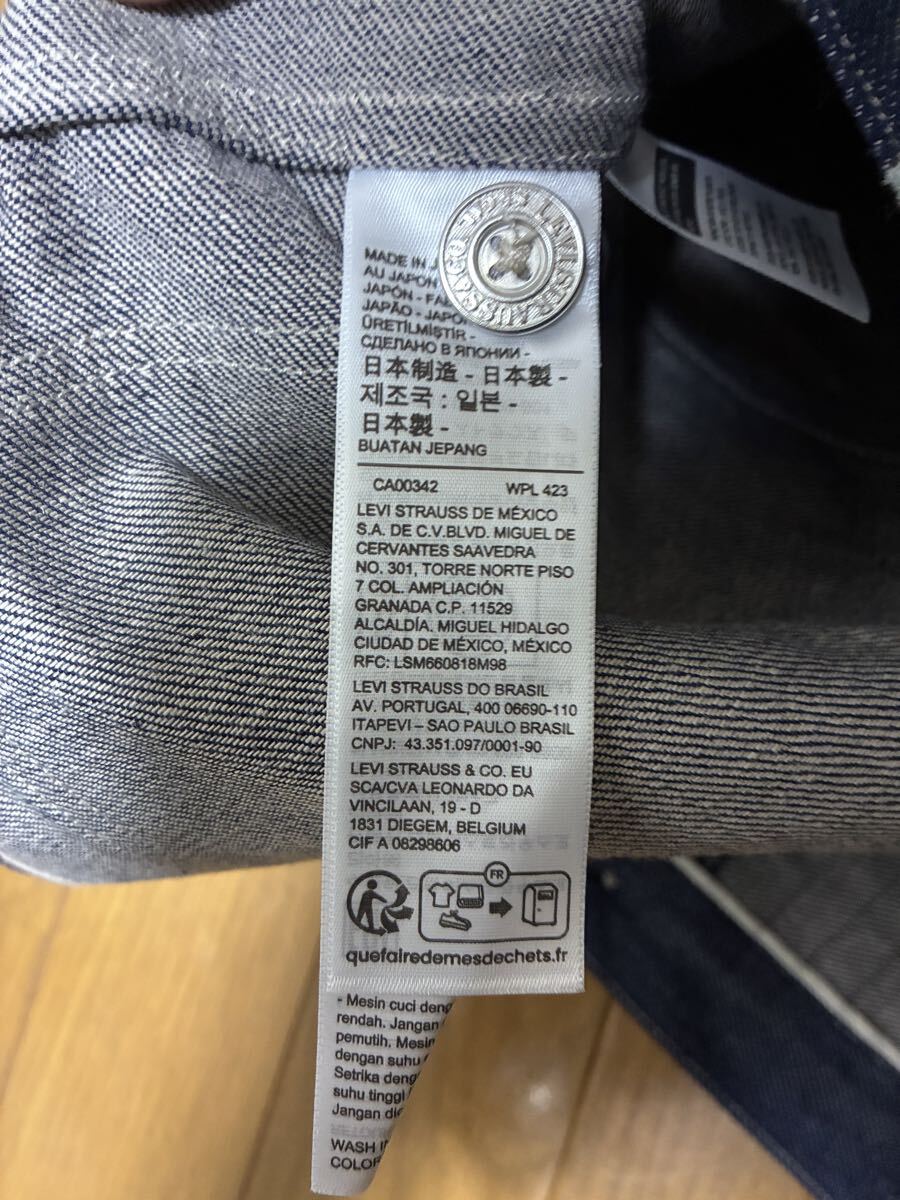 MADE IN
AU JAPON
JAPÓN -
JAPÃO -
ÜRETİLMİŞTİR -
СДЕЛАНО В ЯПОНИИ -
日本制造 - 日本製 -
제조국 : 일본 -
日本製 -
BUATAN JEPANG
CA00342 WPL 423
LEVI STRAUSS DE MÉXICO
S.A. DE C.V.BLVD. MIGUEL DE
CERVANTES SAAVEDRA
NO. 301, TORRE NORTE PISO
7 COL. AMPLIACIÓN
GRANADA C.P. 11529
ALCALDÍA. MIGUEL HIDALGO
CIUDAD DE MÉXICO, MÉXICO
RFC: LSM660818M98
LEVI STRAUSS DO BRASIL
AV. PORTUGAL, 400 06690-110
ITAPEVI – SAO PAULO BRASIL
CNPJ: 43.351.097/0001-90
LEVI STRAUSS & CO. EU
SCA/CVA LEONARDO DA
VINCILAAN, 19 - D
1831 DIEGEM, BELGIUM
CIF A 08298606
FR
quefairedemesdechets.fr
- Mesin cuci
rendah. Jangan
pemutih. Mesin
dengan suhu
Setrika
suhu tinggi
Jangan
WASH